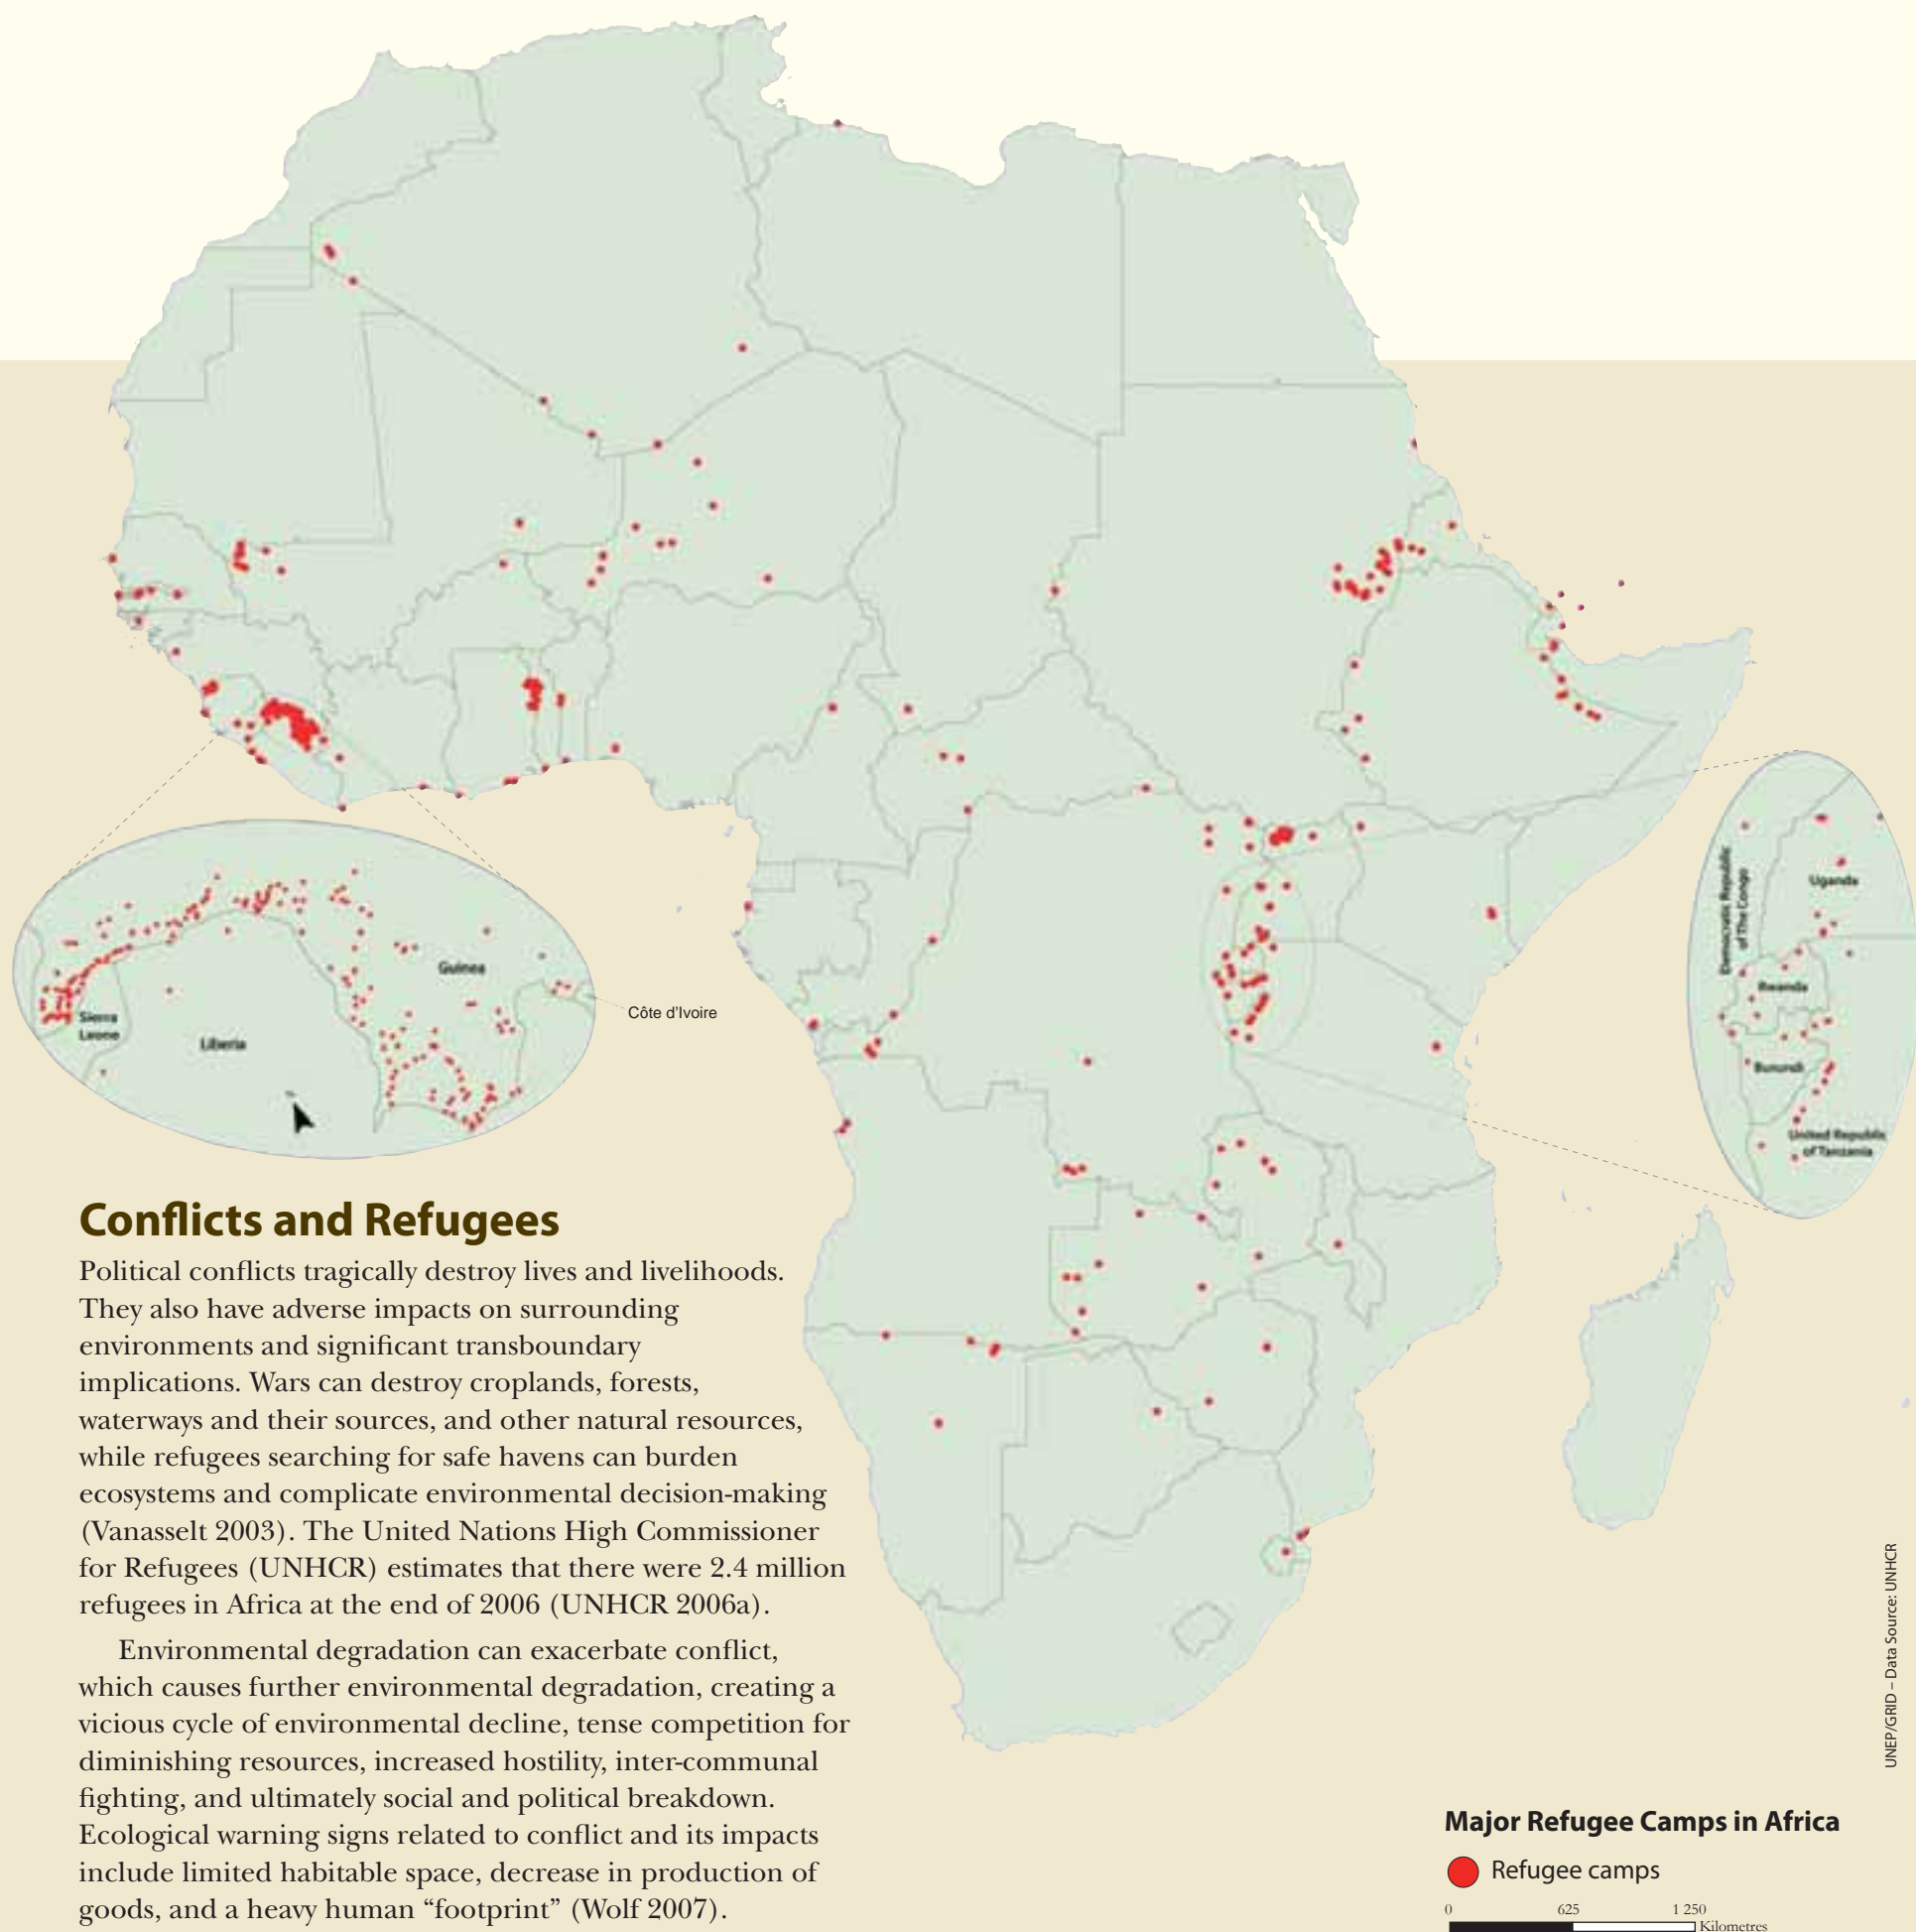 Guinea
Sierra
Leone
Liberia
Côte d'Ivoire
Democratic Republic
of The Congo
Uganda
Rwanda
Burundi
United Republic
of Tanzania
Conflicts and Refugees
Political conflicts tragically destroy lives and livelihoods.
They also have adverse impacts on surrounding
environments and significant transboundary
implications. Wars can destroy croplands, forests,
waterways and their sources, and other natural resources,
while refugees searching for safe havens can burden
ecosystems and complicate environmental decision-making
(Vanasselt 2003). The United Nations High Commissioner
for Refugees (UNHCR) estimates that there were 2.4 million
refugees in Africa at the end of 2006 (UNHCR 2006a).
Environmental degradation can exacerbate conflict,
which causes further environmental degradation, creating a
vicious cycle of environmental decline, tense competition for
diminishing resources, increased hostility, inter-communal
fighting, and ultimately social and political breakdown.
Ecological warning signs related to conflict and its impacts
include limited habitable space, decrease in production of
goods, and a heavy human “footprint” (Wolf 2007).
UNEP/GRID – Data Source: UNHCR
Major Refugee Camps in Africa
Refugee camps
0 625 1 250
Kilometres